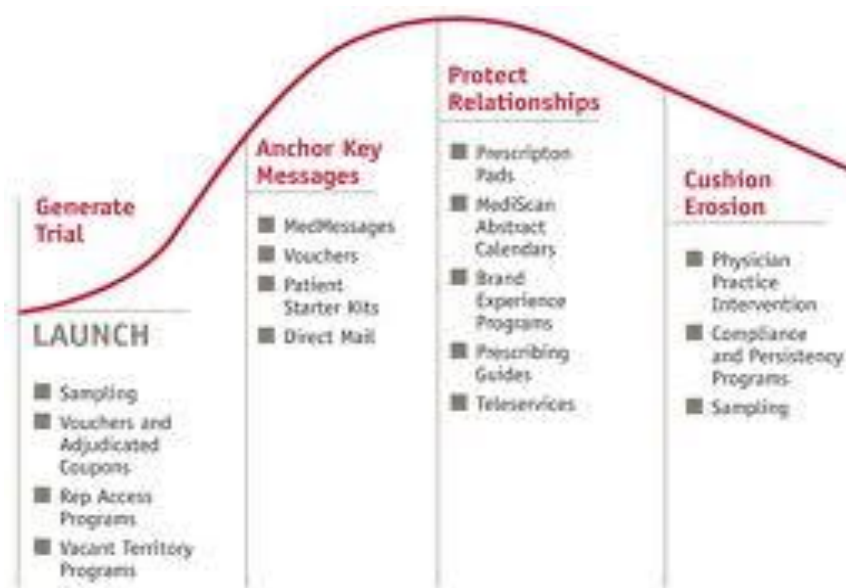 Generate
Trial
LAUNCH
Sampling
Vouchers and
Adjudicated
Coupons
Rep Access
Programs
Vacant Territory
Programs
Anchor Key
Messages
MedMessages
Vouchers
Patient
Starter Kits
Direct Mail
Protect
Relationships
Prescripton
Pads
MediScan
Abstract
Calendars
Brand
Experience
Programs
Prescribing
Guides
Teleservices
Cushion
Erosion
Physician
Practice
Intervention
Compliance
and Persistency
Programs
Sampling